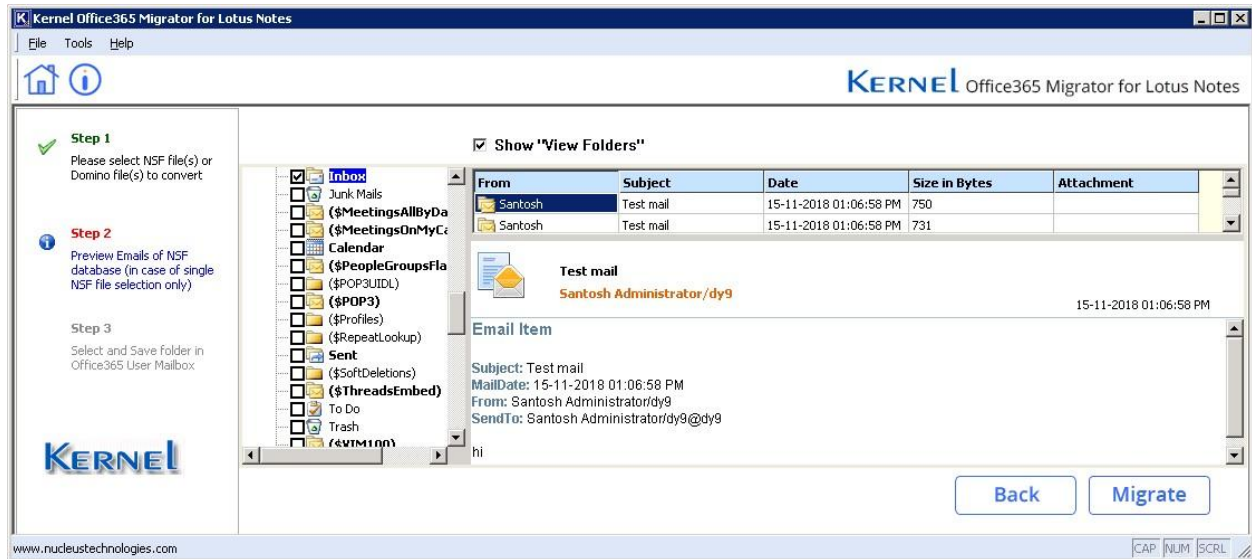 Kernel Office365 Migrator for Lotus Notes
File Tools Help
KERNEL Office365 Migrator for Lotus Notes
Step 1
Please select NSF file(s) or
Domino file(s) to convert
Step 2
Preview Emails of NSF
database (in case of single
NSF file selection only)
Step 3
Select and Save folder in
Office365 User Mailbox
KERNEL
Show "View Folders"
Inbox
Junk Mails
($MeetingsAllByDa
($MeetingsOnMyCa
Calendar
($PeopleGroupsFla
($POP3UIDL)
($POP3)
($Profiles)
($RepeatLookup)
Sent
($SoftDeletions)
($ThreadsEmbed)
To Do
Trash
($VIM100)
From Subject Date Size in Bytes Attachment
Santosh Test mail 15-11-2018 01:06:58 PM 750
Santosh Test mail 15-11-2018 01:06:58 PM 731
Test mail
Santosh Administrator/dy9
15-11-2018 01:06:58 PM
Email Item
Subject: Test mail
MailDate: 15-11-2018 01:06:58 PM
From: Santosh Administrator/dy9
SendTo: Santosh Administrator/dy9@dy9
hi
Back Migrate
www.nucleustechnologies.com
CAP NUM SCRL